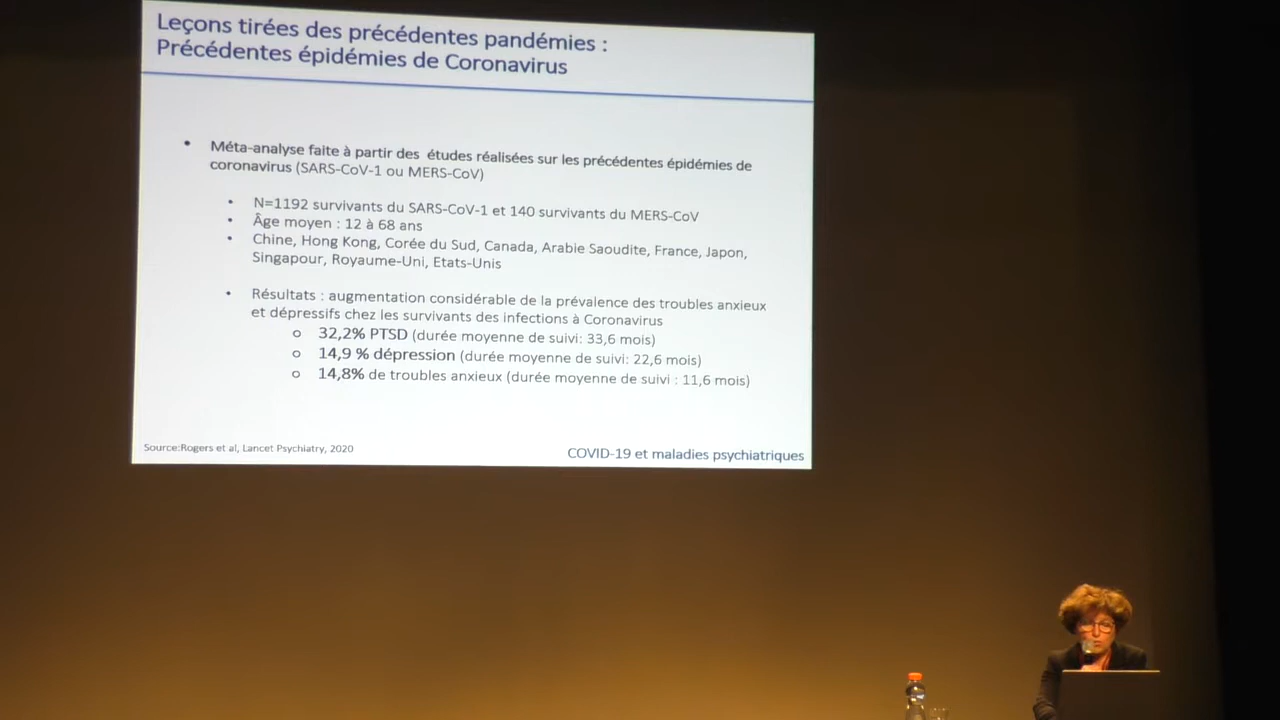 Leçons tirées des précédentes pandémies :
Précédentes épidémies de Coronavirus
• Méta-analyse faite à partir des études réalisées sur les précédentes épidémies de
coronavirus (SARS-CoV-1 ou MERS-CoV)
• N=1192 survivants du SARS-CoV-1 et 140 survivants du MERS-CoV
• Âge moyen : 12 à 68 ans
• Chine, Hong Kong, Corée du Sud, Canada, Arabie Saoudite, France, Japon,
Singapour, Royaume-Uni, Etats-Unis
• Résultats : augmentation considérable de la prévalence des troubles anxieux
et dépressifs chez les survivants des infections à Coronavirus
o 32,2% PTSD (durée moyenne de suivi: 33,6 mois)
o 14,9 % dépression (durée moyenne de suivi: 22,6 mois)
o 14,8% de troubles anxieux (durée moyenne de suivi : 11,6 mois)
Source:Rogers et al, Lancet Psychiatry, 2020
COVID-19 et maladies psychiatriques